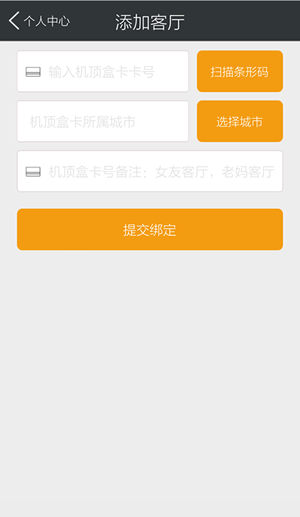 个人中心 添加客厅
输入机顶盒卡卡号 扫描条形码
机顶盒卡所属城市 选择城市
机顶盒卡号备注：女友客厅，老妈客厅
提交绑定